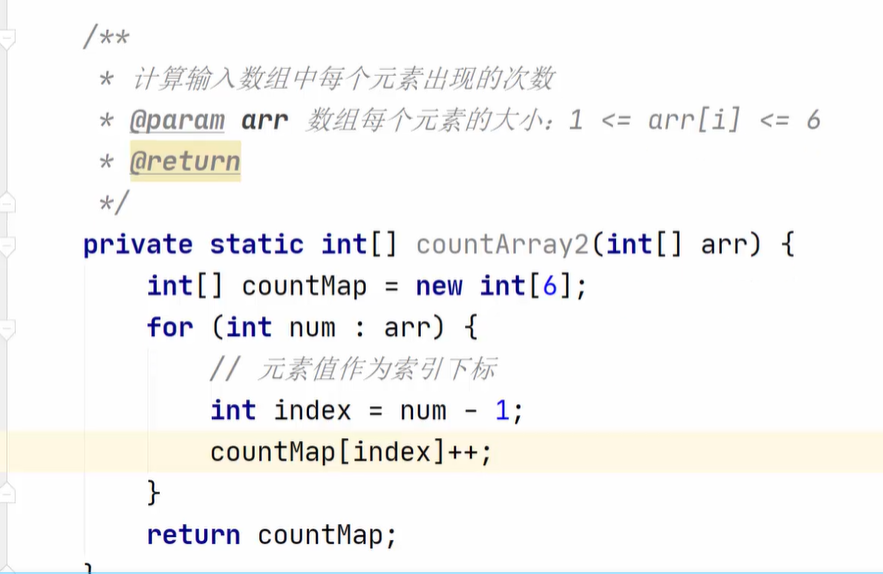 /**
* 计算输入数组中每个元素出现的次数
* @param arr 数组每个元素的大小：1 <= arr[i] <= 6
* @return
*/
private static int[] countArray2(int[] arr) {
int[] countMap = new int[6];
for (int num : arr) {
// 元素值作为索引下标
int index = num - 1;
countMap[index]++;
}
return countMap;
}